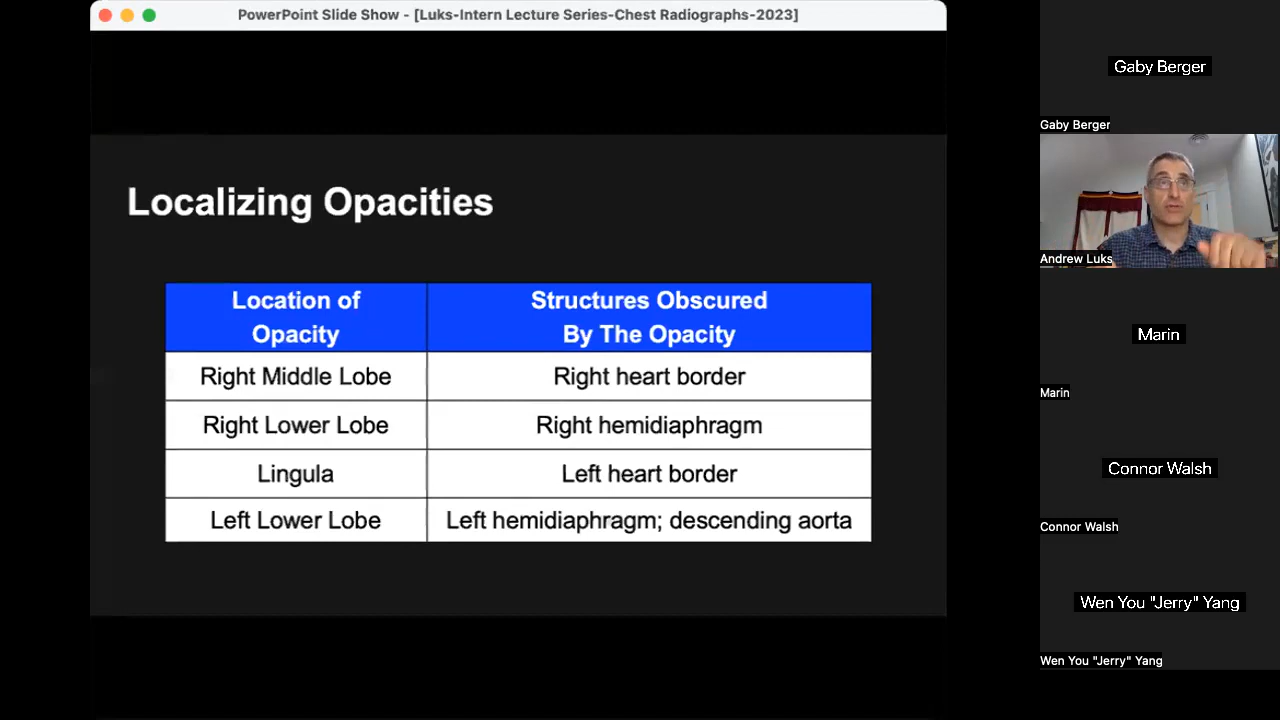 PowerPoint Slide Show - [Luks-Intern Lecture Series-Chest Radiographs-2023]
Localizing Opacities
Location of
Opacity
Structures Obscured
By The Opacity
Right Middle Lobe
Right heart border
Right Lower Lobe
Right hemidiaphragm
Lingula
Left heart border
Left Lower Lobe
Left hemidiaphragm; descending aorta
Gaby Berger
Gaby Berger
Andrew Luks
Marin
Marin
Connor Walsh
Connor Walsh
Wen You "Jerry" Yang
Wen You "Jerry" Yang